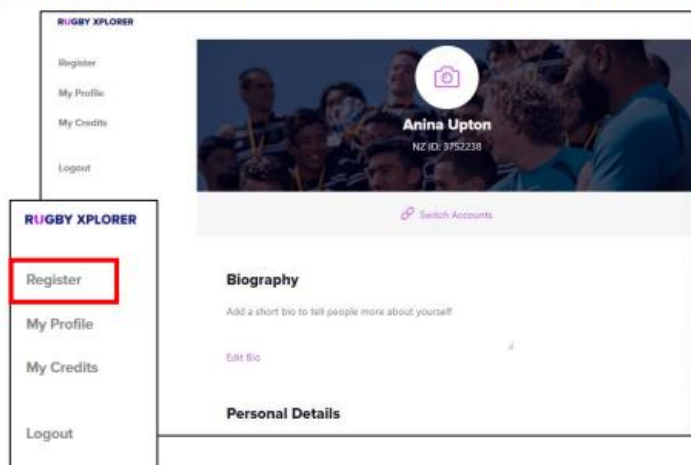 RUGBY XPLORER
Register
My Profile
My Credits
Logout
Anina Upton
NZ ID: 3752238
Switch Accounts
Biography
Add a short bio to tell people more about yourself
Edit Bio
Personal Details
RUGBY XPLORER
Register
My Profile
My Credits
Logout